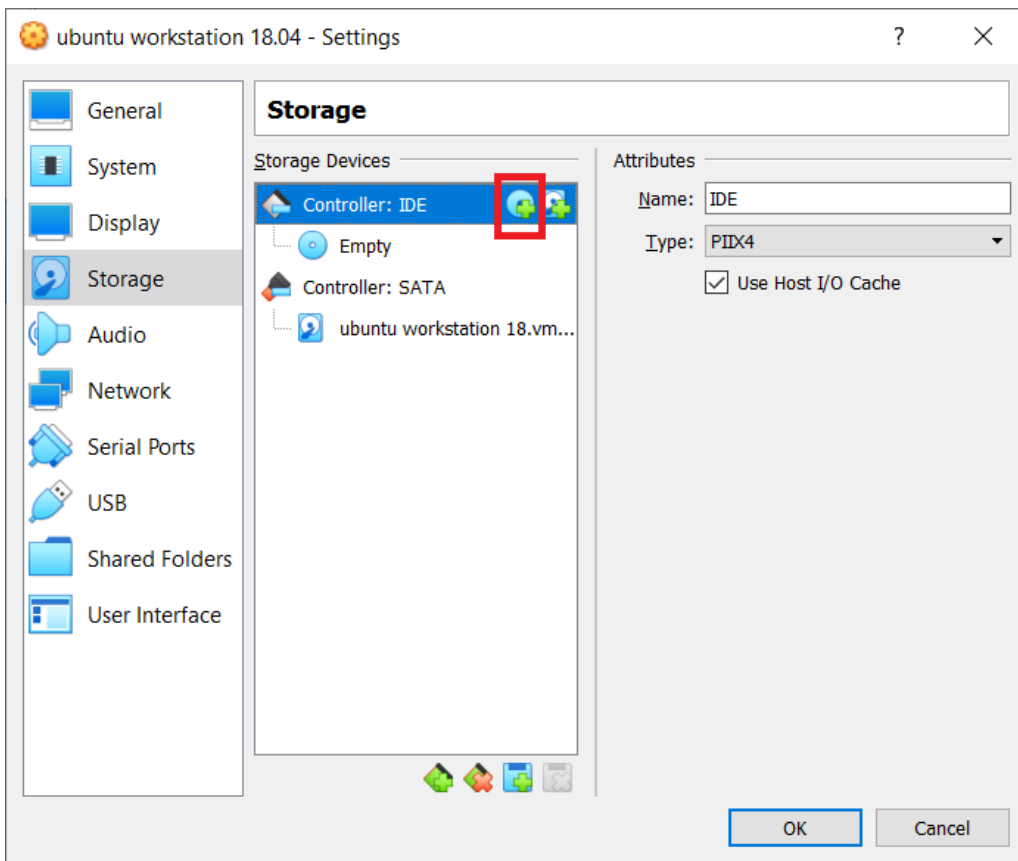 ubuntu workstation 18.04 - Settings
?
General
System
Display
Storage
Audio
Network
Serial Ports
USB
Shared Folders
User Interface
Storage
Storage Devices
Controller: IDE
Empty
Controller: SATA
ubuntu workstation 18.vm...
Attributes
Name: IDE
Type: PIIX4
Use Host I/O Cache
OK
Cancel